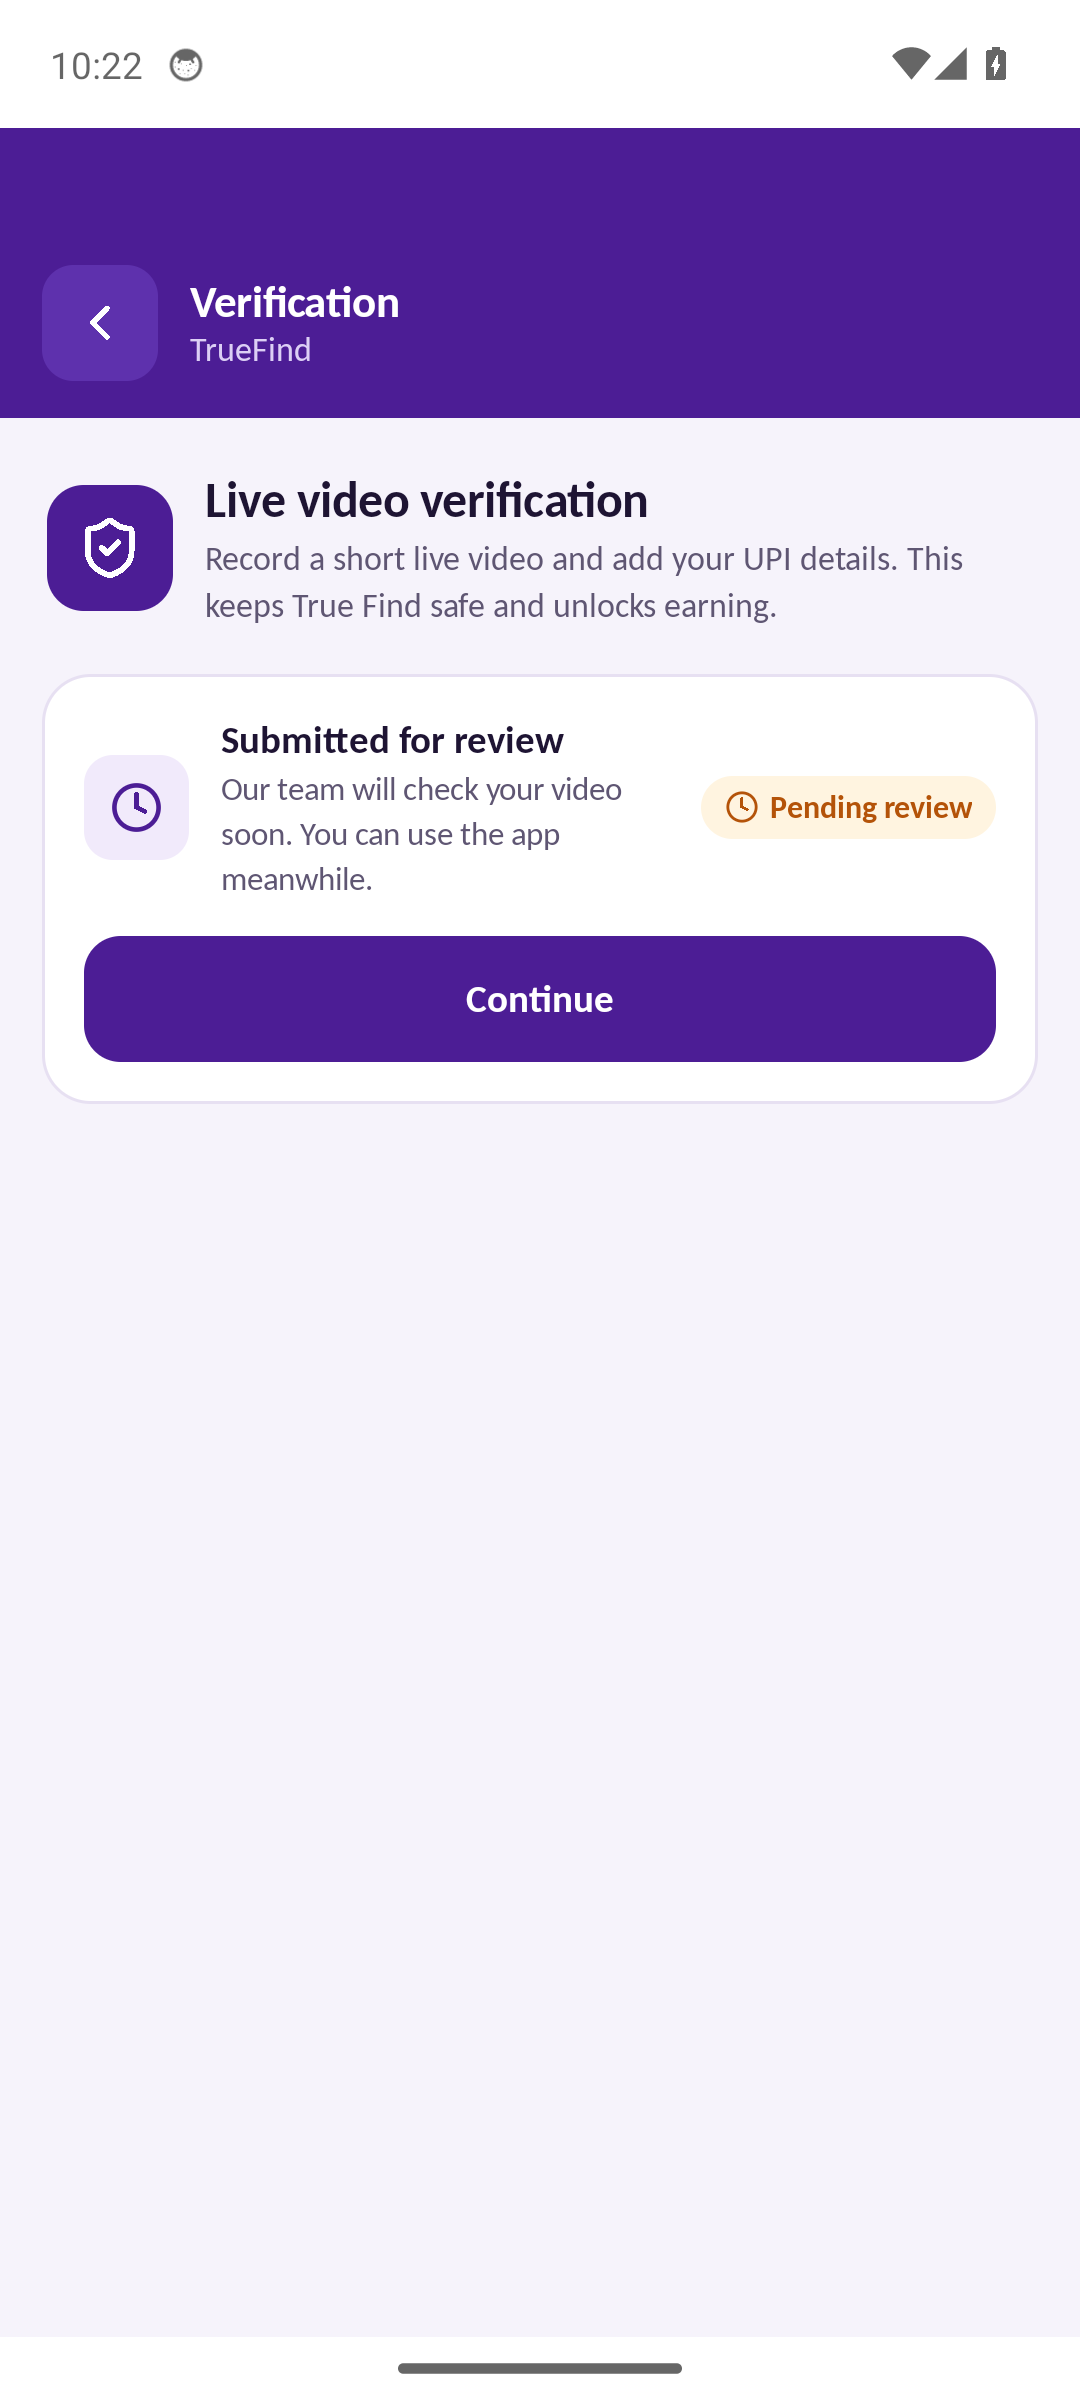 10:22
Verification
TrueFind
Live video verification
Record a short live video and add your UPI details. This
keeps True Find safe and unlocks earning.
Submitted for review
Our team will check your video
soon. You can use the app
meanwhile.
Pending review
Continue